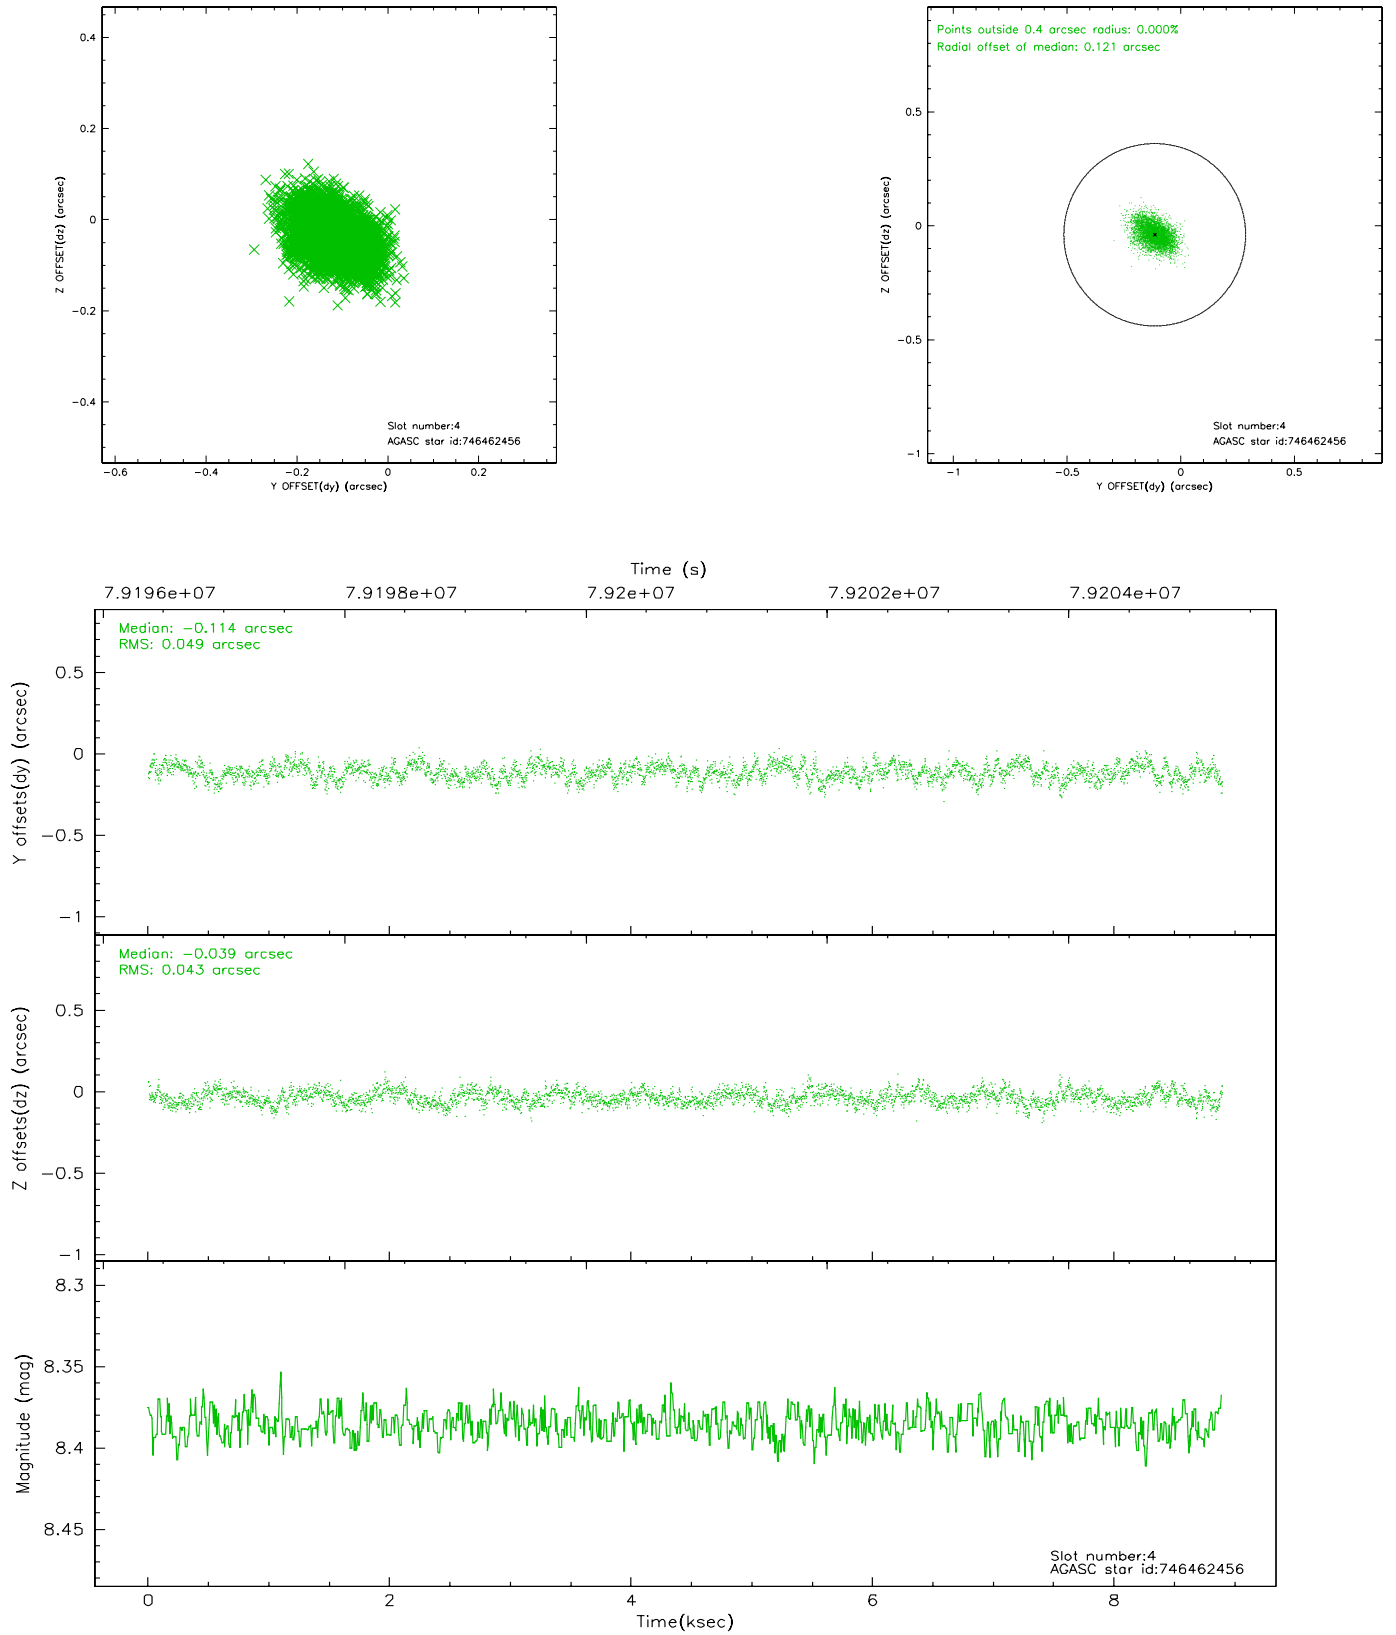 0.4
0.2
0
−0.2
−0.4
Z OFFSET(dz) (arcsec)
Slot number:4
AGASC star id:746462456
−0.6 −0.4 −0.2 0 0.2
Y OFFSET(dy) (arcsec)
Points outside 0.4 arcsec radius: 0.000%
Radial offset of median: 0.121 arcsec
0.5
0
−0.5
−1
Z OFFSET(dz) (arcsec)
Slot number:4
AGASC star id:746462456
−1 −0.5 0 0.5
Y OFFSET(dy) (arcsec)
Time (s)
7.9196e+07 7.9198e+07 7.92e+07 7.9202e+07 7.9204e+07
Median: −0.114 arcsec
RMS: 0.049 arcsec
0.5
0
−0.5
−1
Y offsets(dy) (arcsec)
Median: −0.039 arcsec
RMS: 0.043 arcsec
0.5
0
−0.5
−1
Z offsets(dz) (arcsec)
8.3
8.35
8.4
8.45
Magnitude (mag)
Slot number:4
AGASC star id:746462456
0 2 4 6 8
Time(ksec)